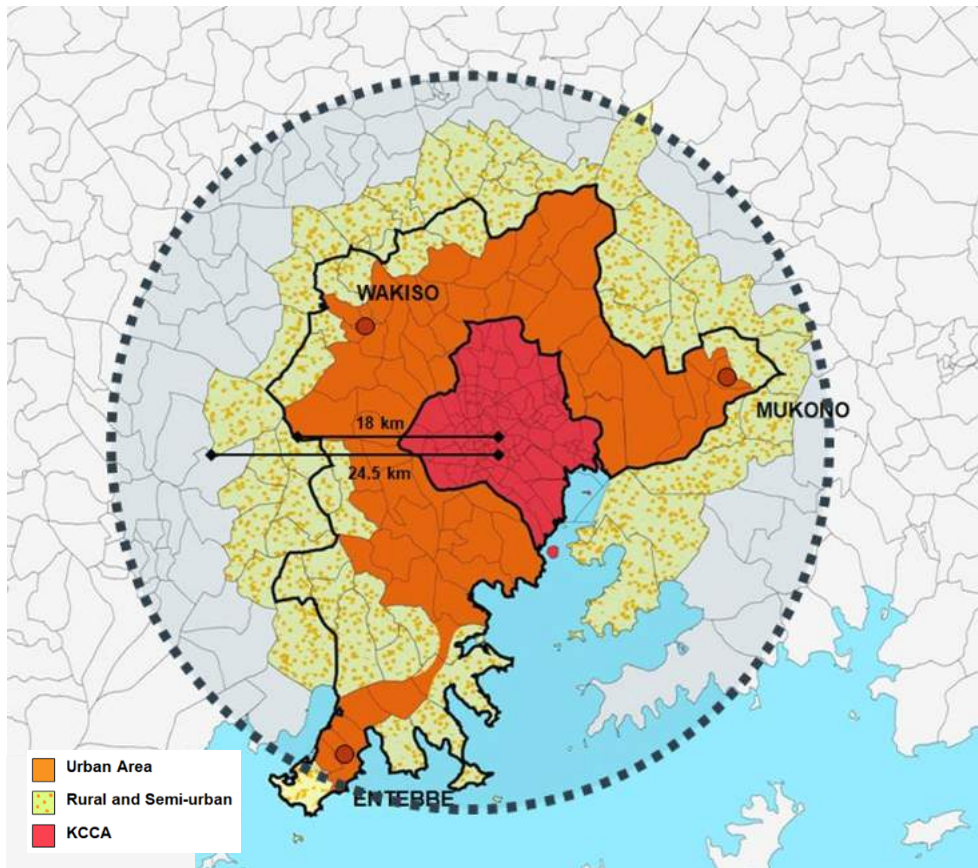 WAKISO
MUKONO
18 km
24.5 km
Urban Area
Rural and Semi-urban
ENTEBBE
KCCA